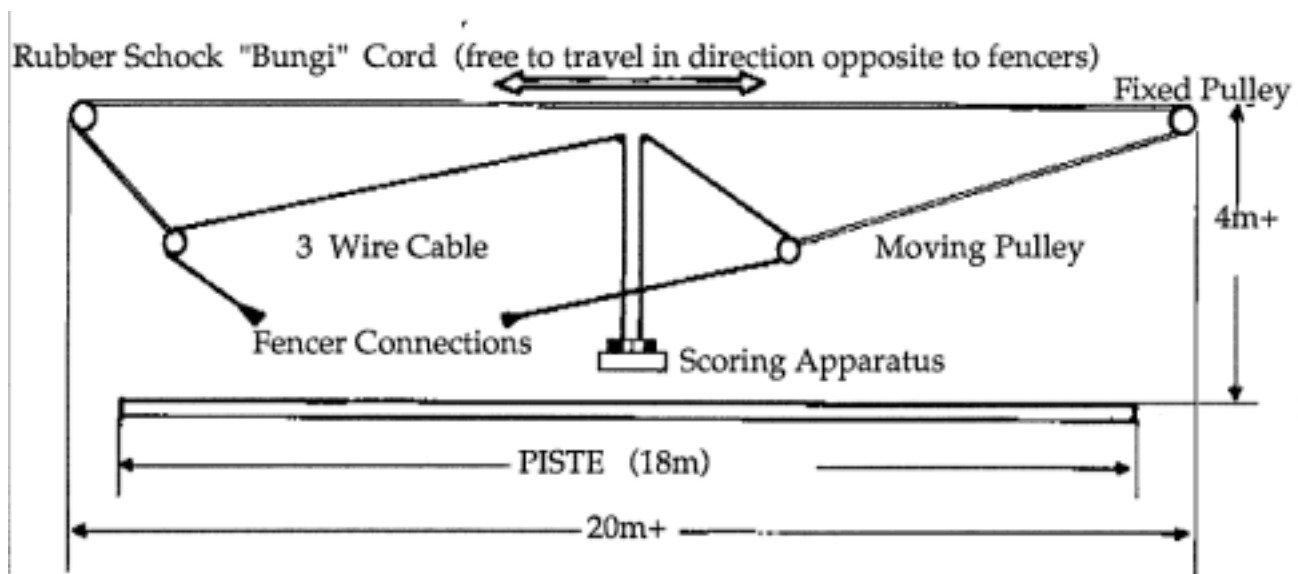 Rubber Schock "Bungi" Cord (free to travel in direction opposite to fencers)
Fixed Pulley
4m+
3 Wire Cable
Moving Pulley
Fencer Connections
Scoring Apparatus
PISTE (18m)
20m+